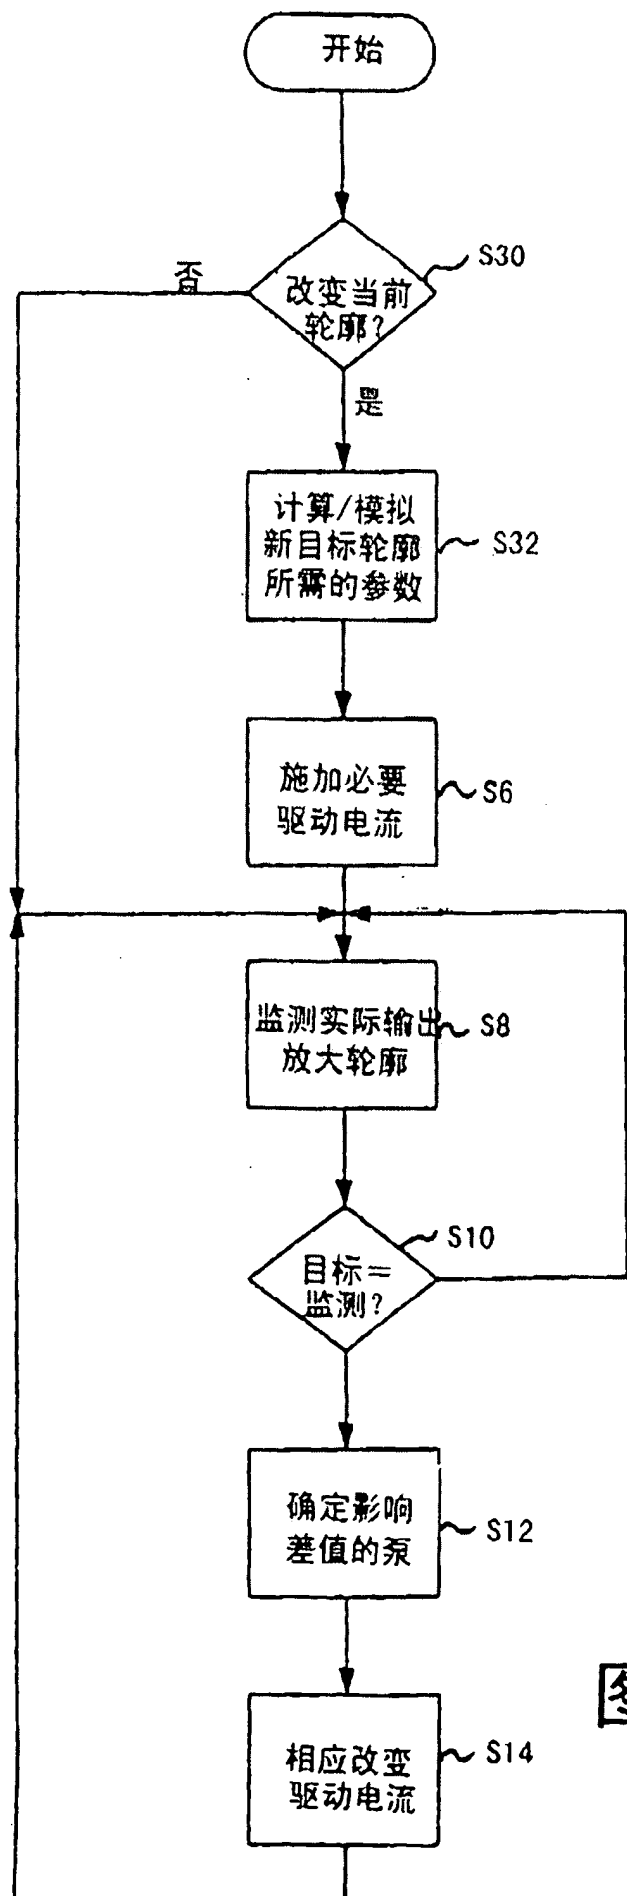 开始
S30
否
改变当前
轮廓?
是
计算/模拟
新目标轮廓
所需的参数
S32
施加必要
驱动电流
S6
监测实际输出
放大轮廓
S8
S10
目标=
监测?
确定影响
差值的泵
S12
相应改变
驱动电流
S14